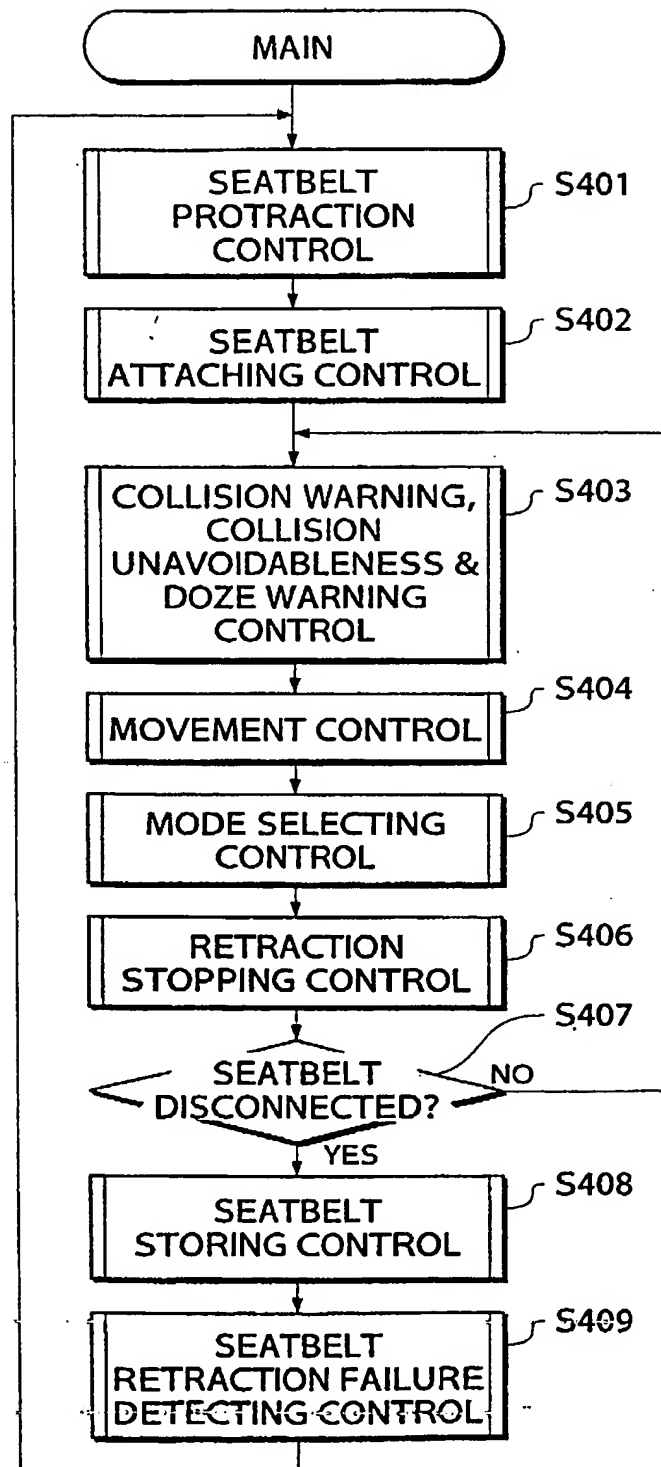 MAIN
SEATBELT
PROTRACTION
CONTROL
S401
SEATBELT
ATTACHING CONTROL
S402
COLLISION WARNING,
COLLISION
UNAVOIDABLENESS &
DOZE WARNING
CONTROL
S403
MOVEMENT CONTROL
S404
MODE SELECTING
CONTROL
S405
RETRACTION
STOPPING CONTROL
S406
SEATBELT
DISCONNECTED?
S407
NO
YES
SEATBELT
STORING CONTROL
S408
SEATBELT
RETRACTION FAILURE
DETECTING CONTROL
S409